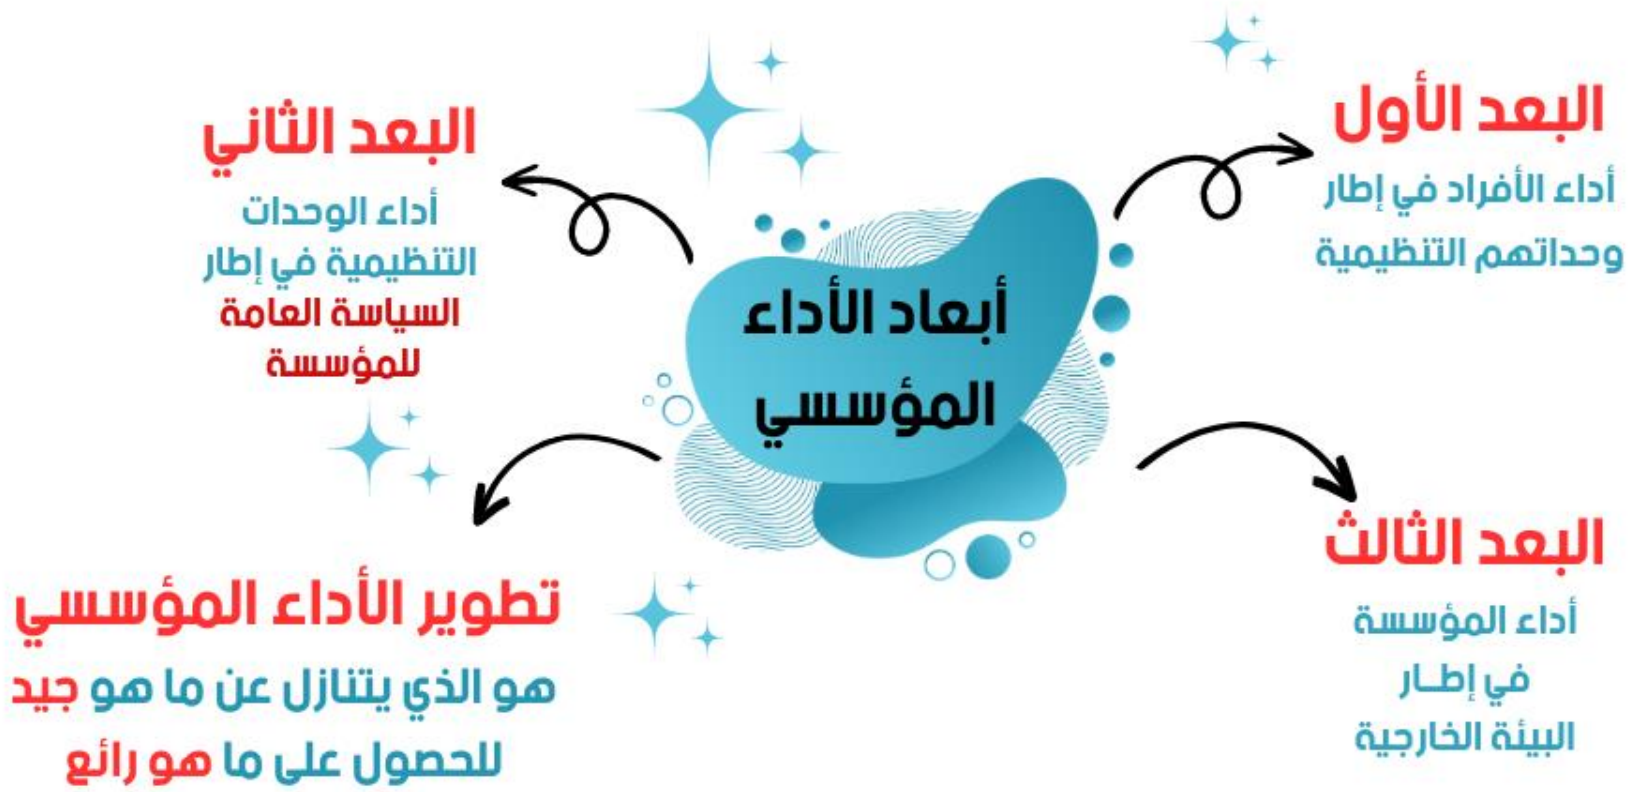 أبعاد الأداء
المؤسسي
البعد الأول
أداء الأفراد في إطار
وحداتهم التنظيمية
البعد الثاني
أداء الوحدات
التنظيمية في إطار
السياسة العامة
للمؤسسة
البعد الثالث
أداء المؤسسة
في إطــار
البيئة الخارجية
تطوير الأداء المؤسسي
هو الذي يتنازل عن ما هو جيد
للحصول على ما هو رائع